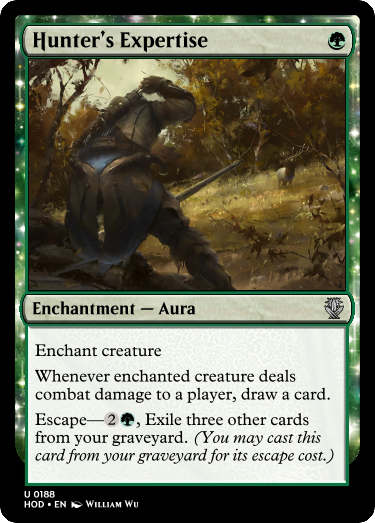 Hunter's Expertise
Enchantment — Aura
Enchant creature
Whenever enchanted creature deals
combat damage to a player, draw a card.
Escape—2, Exile three other cards
from your graveyard. (You may cast this
card from your graveyard for its escape cost.)
U 0188
HOD • EN William Wu